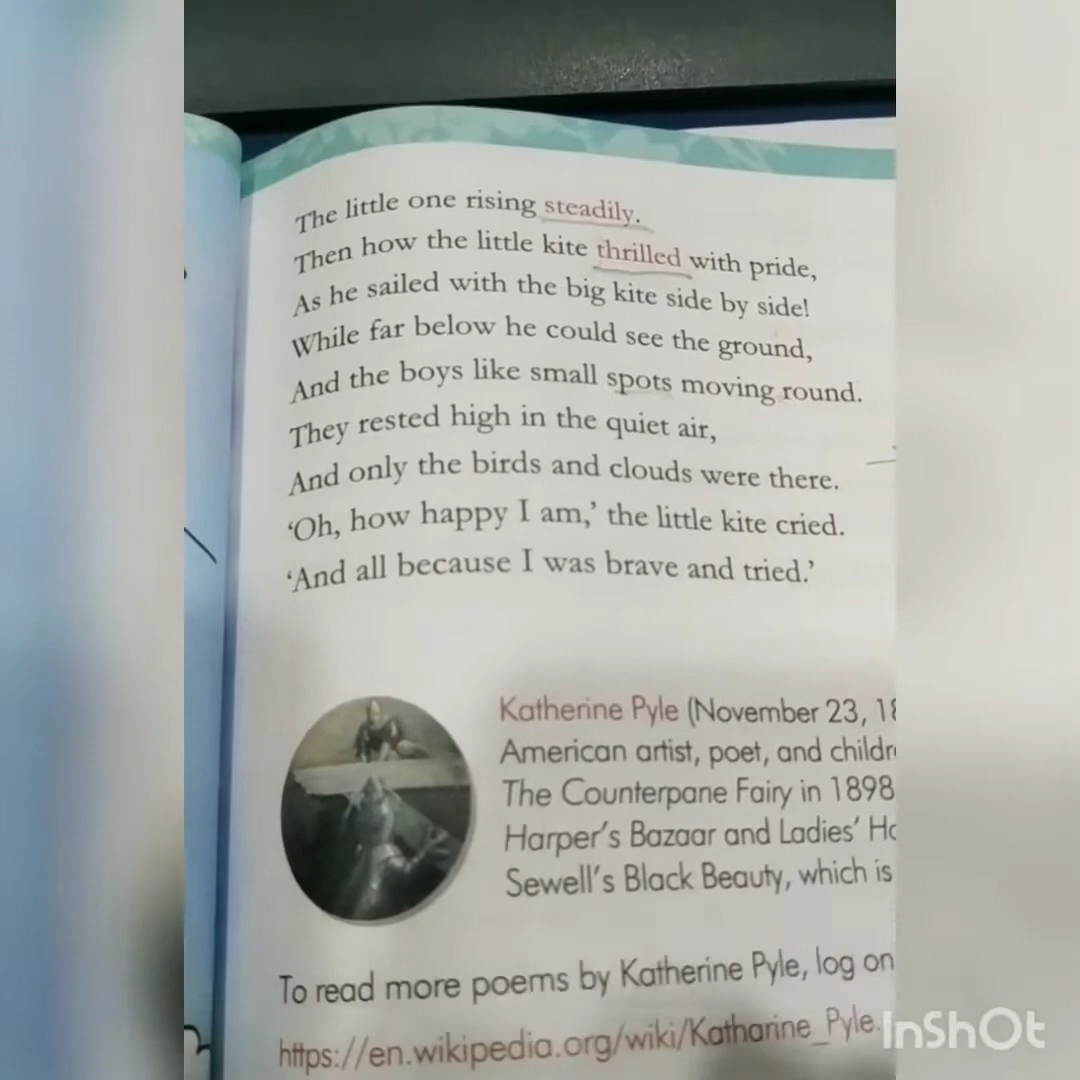 The little one rising steadily.
Then how the little kite thrilled with pride,
As he sailed with the big kite side by side!
While far below he could see the ground,
And the boys like small spots moving round.
They rested high in the quiet air,
And only the birds and clouds were there.
‘Oh, how happy I am,’ the little kite cried.
‘And all because I was brave and tried.’
Katherine Pyle (November 23, 18
American artist, poet, and childr
The Counterpane Fairy in 1898
Harper’s Bazaar and Ladies’ Ho
Sewell’s Black Beauty, which is
To read more poems by Katherine Pyle, log on
https://en.wikipedia.org/wiki/Katharine_Pyle.
InShOt